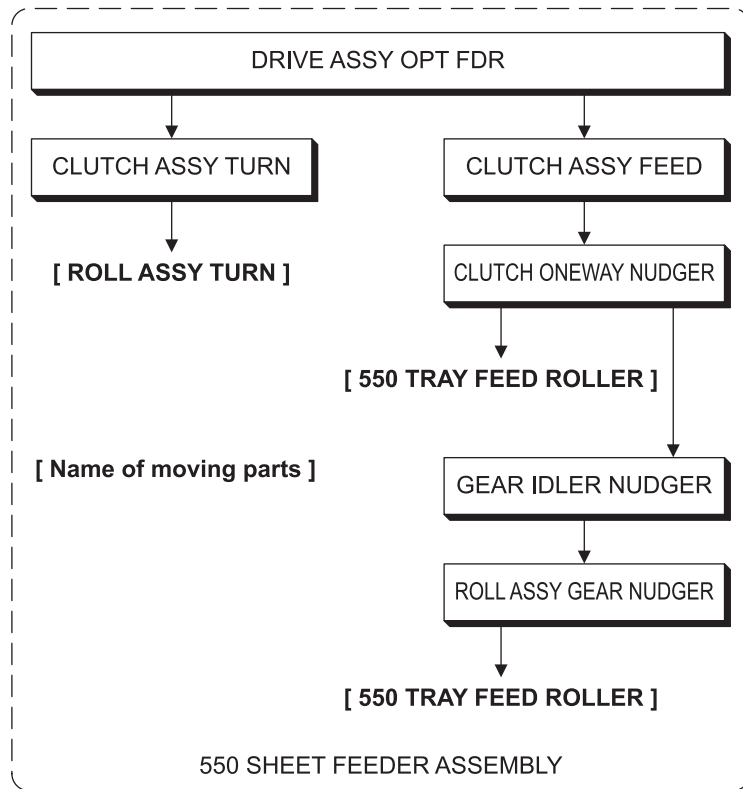 DRIVE ASSY OPT FDR
CLUTCH ASSY TURN
CLUTCH ASSY FEED
[ ROLL ASSY TURN ]
CLUTCH ONEWAY NUDGER
[ 550 TRAY FEED ROLLER ]
[ Name of moving parts ]
GEAR IDLER NUDGER
ROLL ASSY GEAR NUDGER
[ 550 TRAY FEED ROLLER ]
550 SHEET FEEDER ASSEMBLY